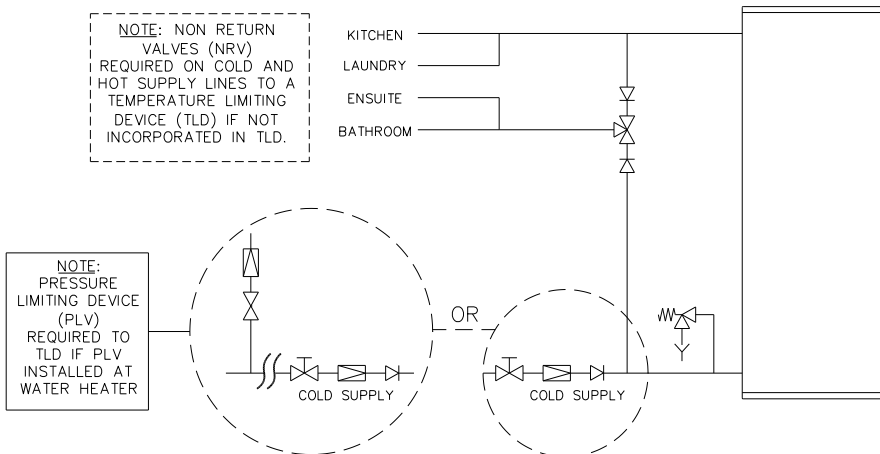 NOTE: NON RETURN
VALVES (NRV)
REQUIRED ON COLD AND
HOT SUPPLY LINES TO A
TEMPERATURE LIMITING
DEVICE (TLD) IF NOT
INCORPORATED IN TLD.
KITCHEN
LAUNDRY
ENSUITE
BATHROOM
NOTE:
PRESSURE
LIMITING DEVICE
(PLV)
REQUIRED TO
TLD IF PLV
INSTALLED AT
WATER HEATER
OR
COLD SUPPLY
COLD SUPPLY